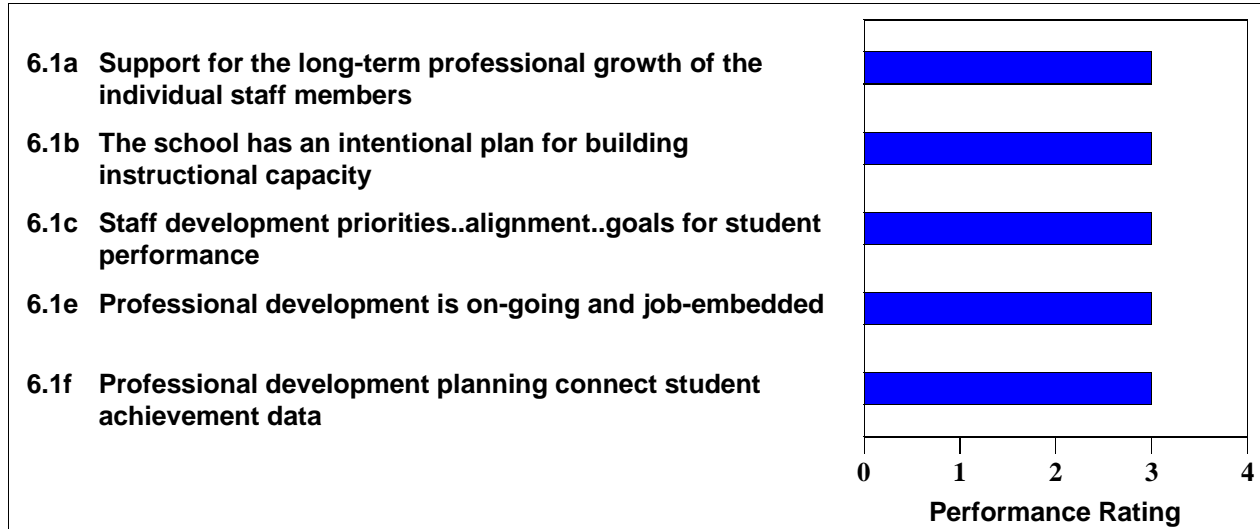 6.1a Support for the long-term professional growth of the
individual staff members
6.1b The school has an intentional plan for building
instructional capacity
6.1c Staff development priorities..alignment..goals for student
performance
6.1e Professional development is on-going and job-embedded
6.1f Professional development planning connect student
achievement data
0 1 2 3 4
Performance Rating